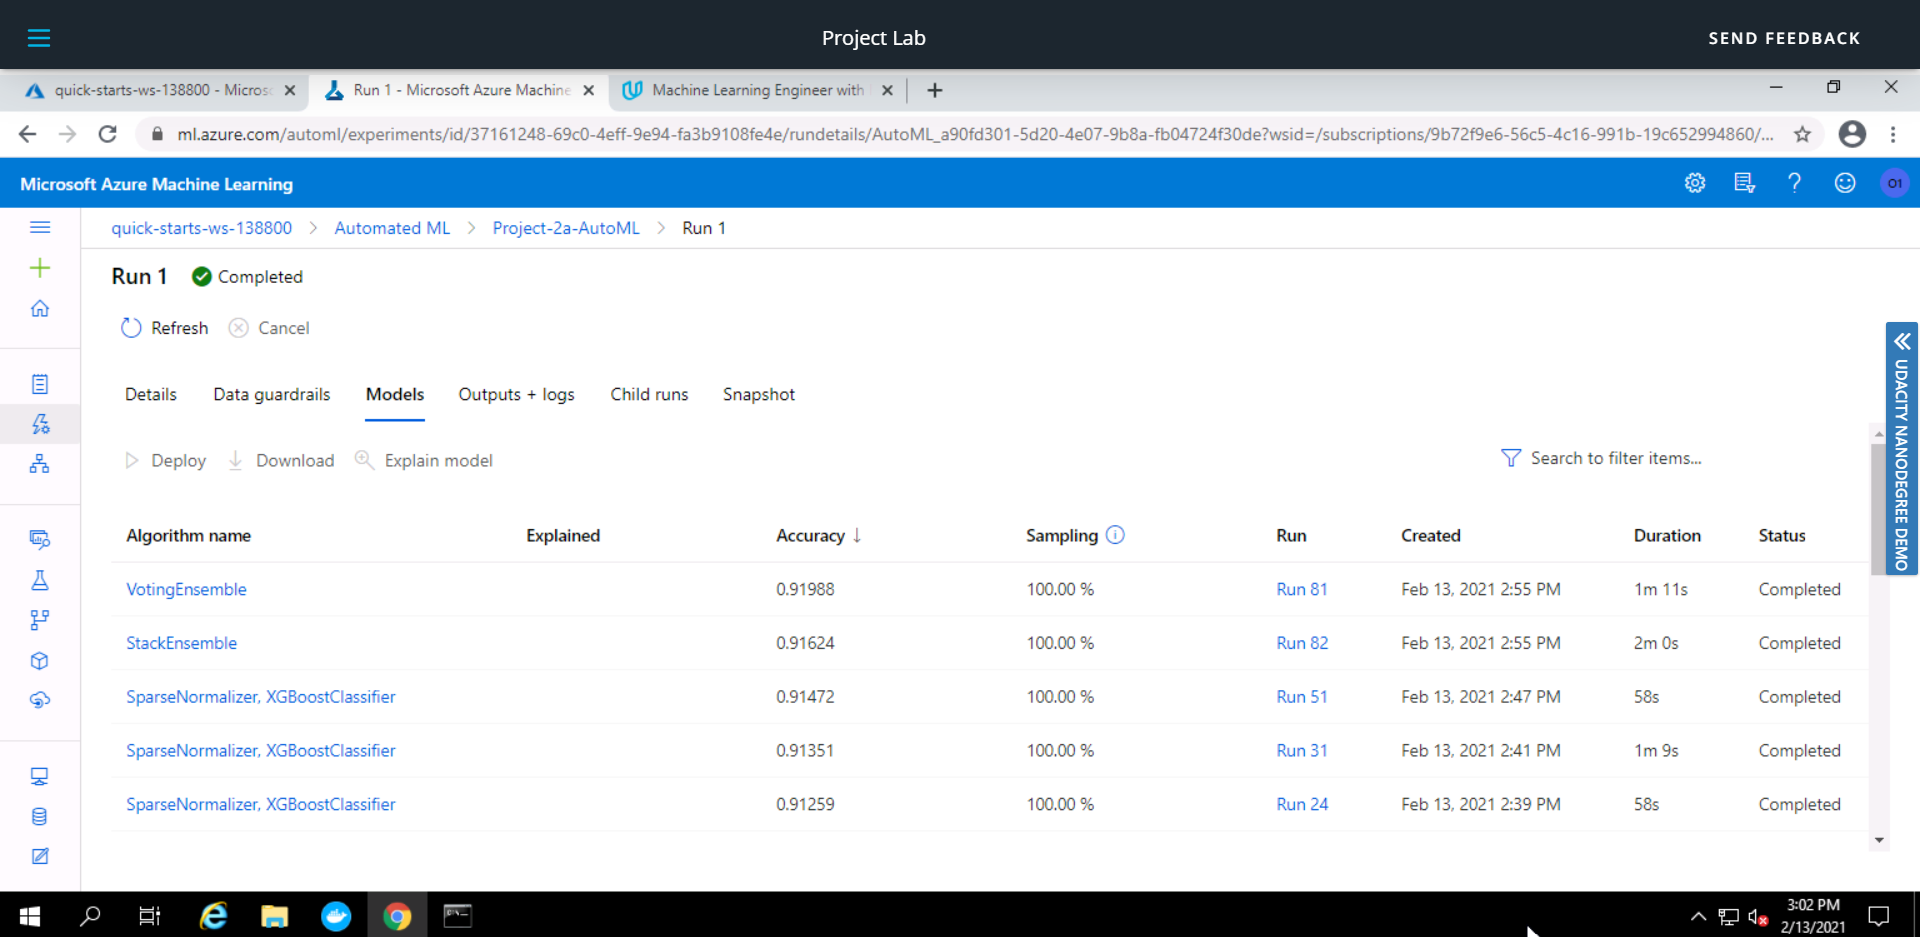 Project Lab
SEND FEEDBACK
quick-starts-ws-138800 - Micros
Run 1 - Microsoft Azure Machine
Machine Learning Engineer with
ml.azure.com/automl/experiments/id/37161248-69c0-4eff-9e94-fa3b9108fe4e/rundetails/AutoML_a90fd301-5d20-4e07-9b8a-fb04724f30de?wsid=/subscriptions/9b72f9e6-56c5-4c16-991b-19c652994860/...
Microsoft Azure Machine Learning
O1
quick-starts-ws-138800 > Automated ML > Project-2a-AutoML > Run 1
Run 1 Completed
Refresh Cancel
Details Data guardrails Models Outputs + logs Child runs Snapshot
Deploy Download Explain model
Search to filter items...
UDACITY NANODEGREE DEMO
Algorithm name Explained Accuracy ↓ Sampling Run Created Duration Status
VotingEnsemble 0.91988 100.00 % Run 81 Feb 13, 2021 2:55 PM 1m 11s Completed
StackEnsemble 0.91624 100.00 % Run 82 Feb 13, 2021 2:55 PM 2m 0s Completed
SparseNormalizer, XGBoostClassifier 0.91472 100.00 % Run 51 Feb 13, 2021 2:47 PM 58s Completed
SparseNormalizer, XGBoostClassifier 0.91351 100.00 % Run 31 Feb 13, 2021 2:41 PM 1m 9s Completed
SparseNormalizer, XGBoostClassifier 0.91259 100.00 % Run 24 Feb 13, 2021 2:39 PM 58s Completed
3:02 PM
2/13/2021